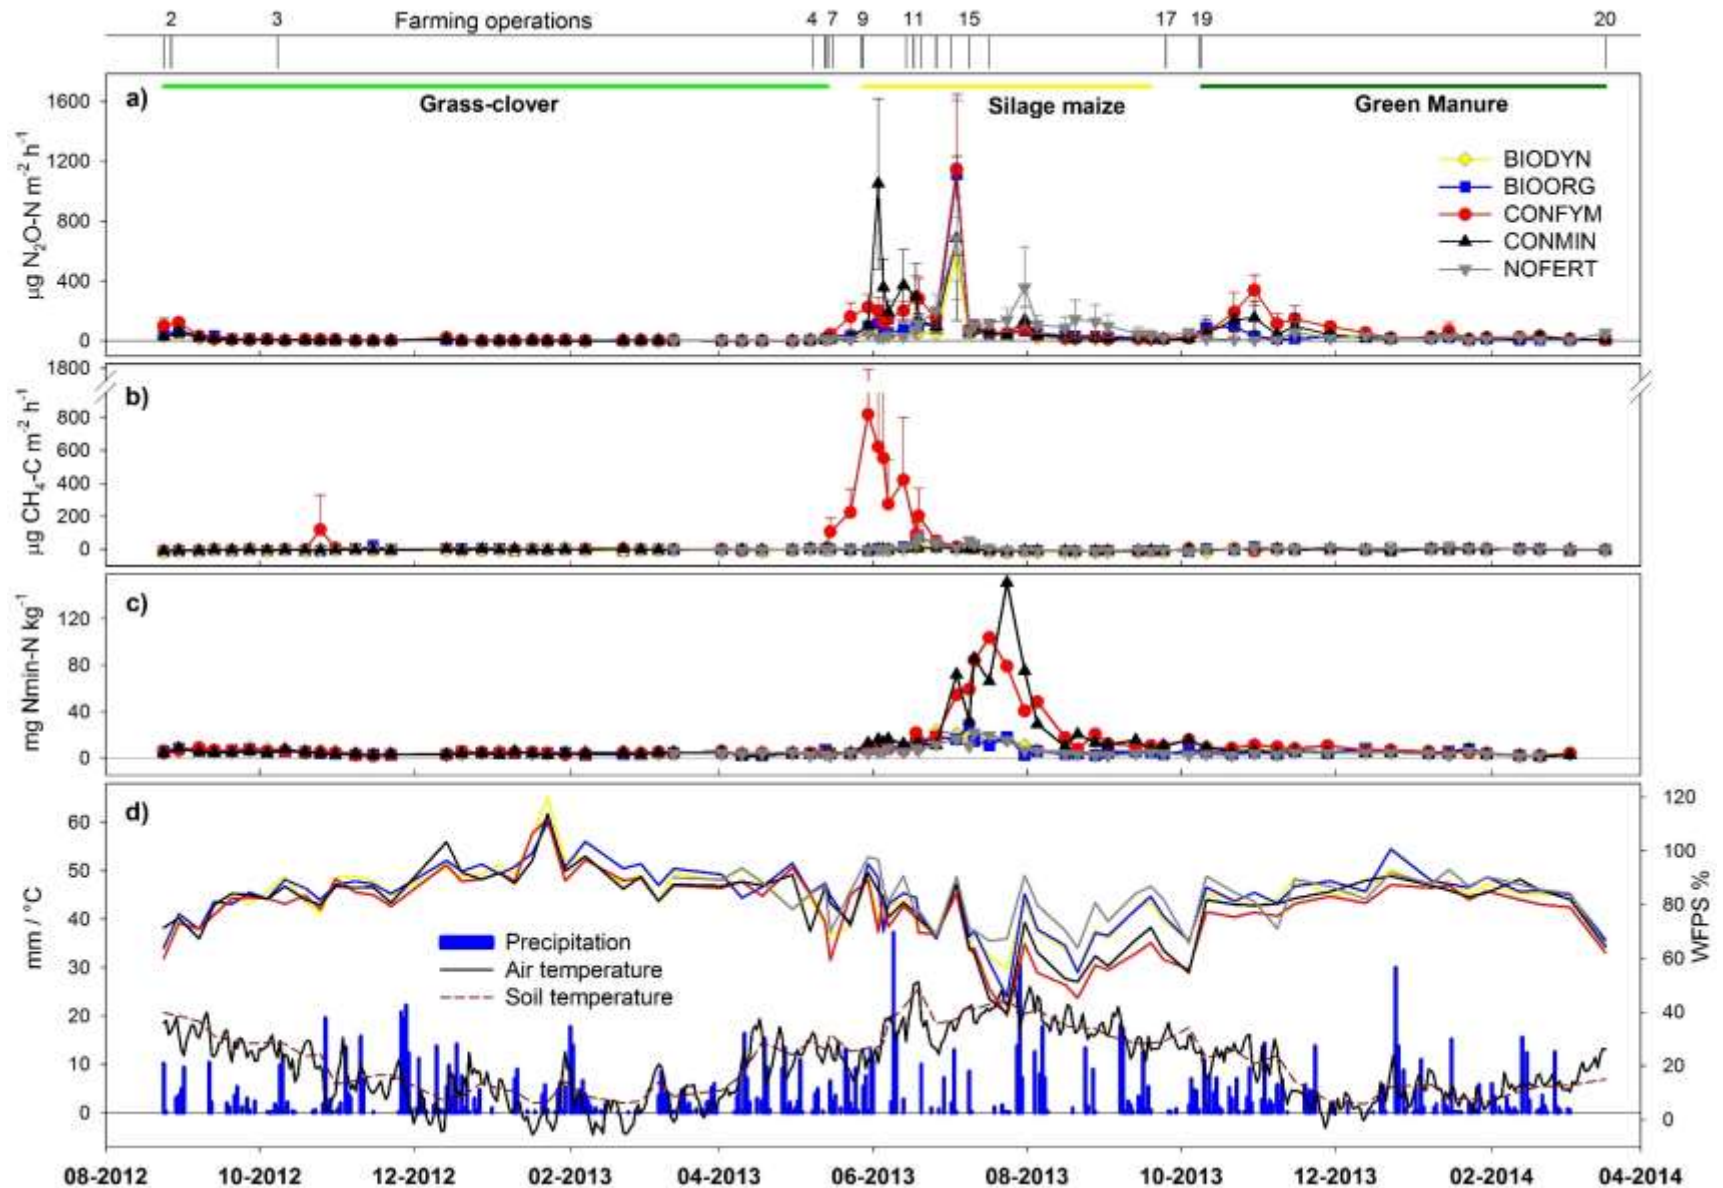 2 3 Farming operations 4 7 9 11 15 17 19 20
a) Grass-clover Silage maize Green Manure
µg N₂O-N m⁻² h⁻¹
1600
1200
800
400
0
BIODYN
BIOORG
CONFYM
CONMIN
NOFERT
b)
µg CH₄-C m⁻² h⁻¹
1800
800
600
400
200
0
c)
mg Nmin-N kg⁻¹
120
80
40
0
d)
mm / °C
60
50
40
30
20
10
0
Precipitation
Air temperature
Soil temperature
WFPS %
120
100
80
60
40
20
0
08-2012 10-2012 12-2012 02-2013 04-2013 06-2013 08-2013 10-2013 12-2013 02-2014 04-2014